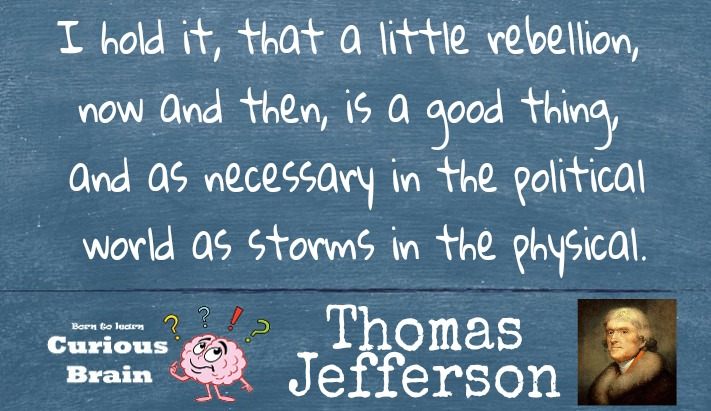 I hold it, that a little rebellion,
now and then, is a good thing,
and as necessary in the political
world as storms in the physical.
Born to learn
Curious
Brain
? ? ! ?
Thomas
Jefferson